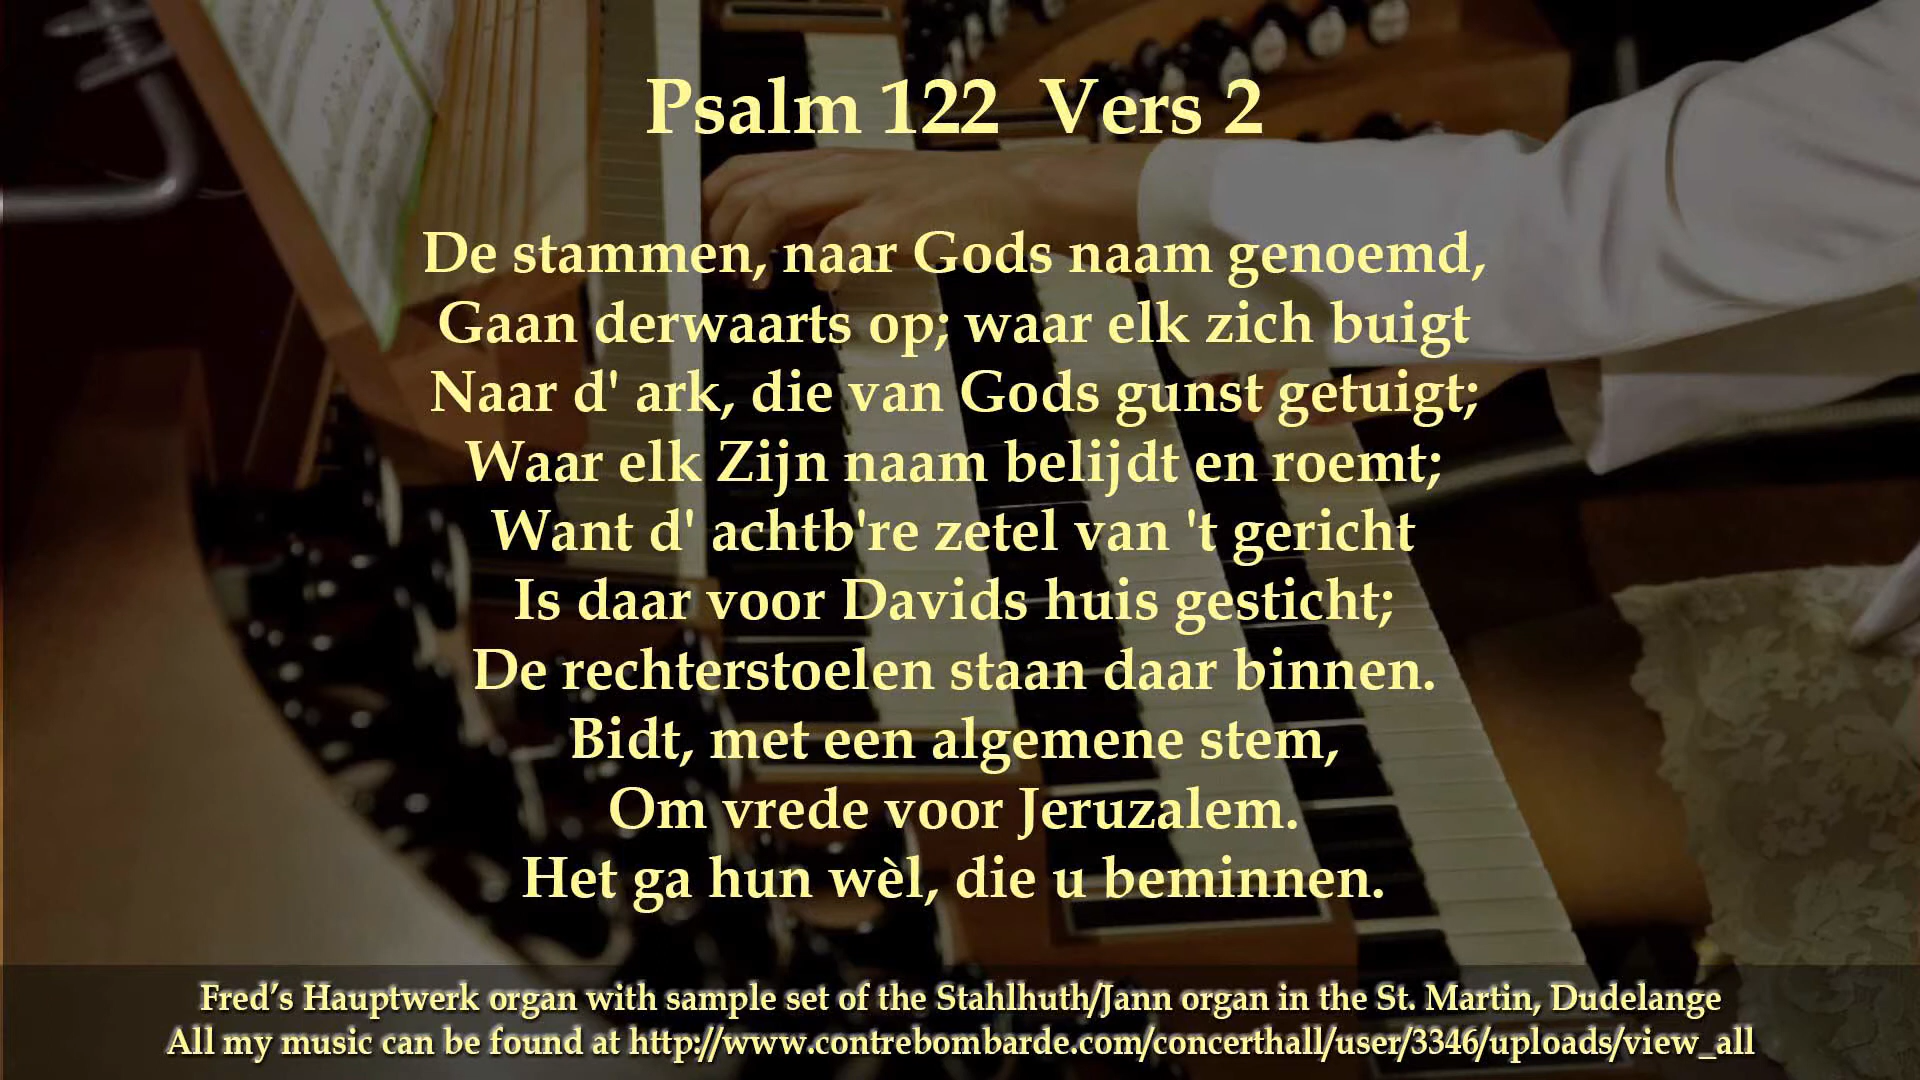 Psalm 122  Vers 2
De stammen, naar Gods naam genoemd,
Gaan derwaarts op; waar elk zich buigt
Naar d' ark, die van Gods gunst getuigt;
Waar elk Zijn naam belijdt en roemt;
Want d' achtb're zetel van 't gericht
Is daar voor Davids huis gesticht;
De rechterstoelen staan daar binnen.
Bidt, met een algemene stem,
Om vrede voor Jeruzalem.
Het ga hun wèl, die u beminnen.
Fred’s Hauptwerk organ with sample set of the Stahlhuth/Jann organ in the St. Martin, Dudelange
All my music can be found at http://www.contrebombarde.com/concerthall/user/3346/uploads/view_all